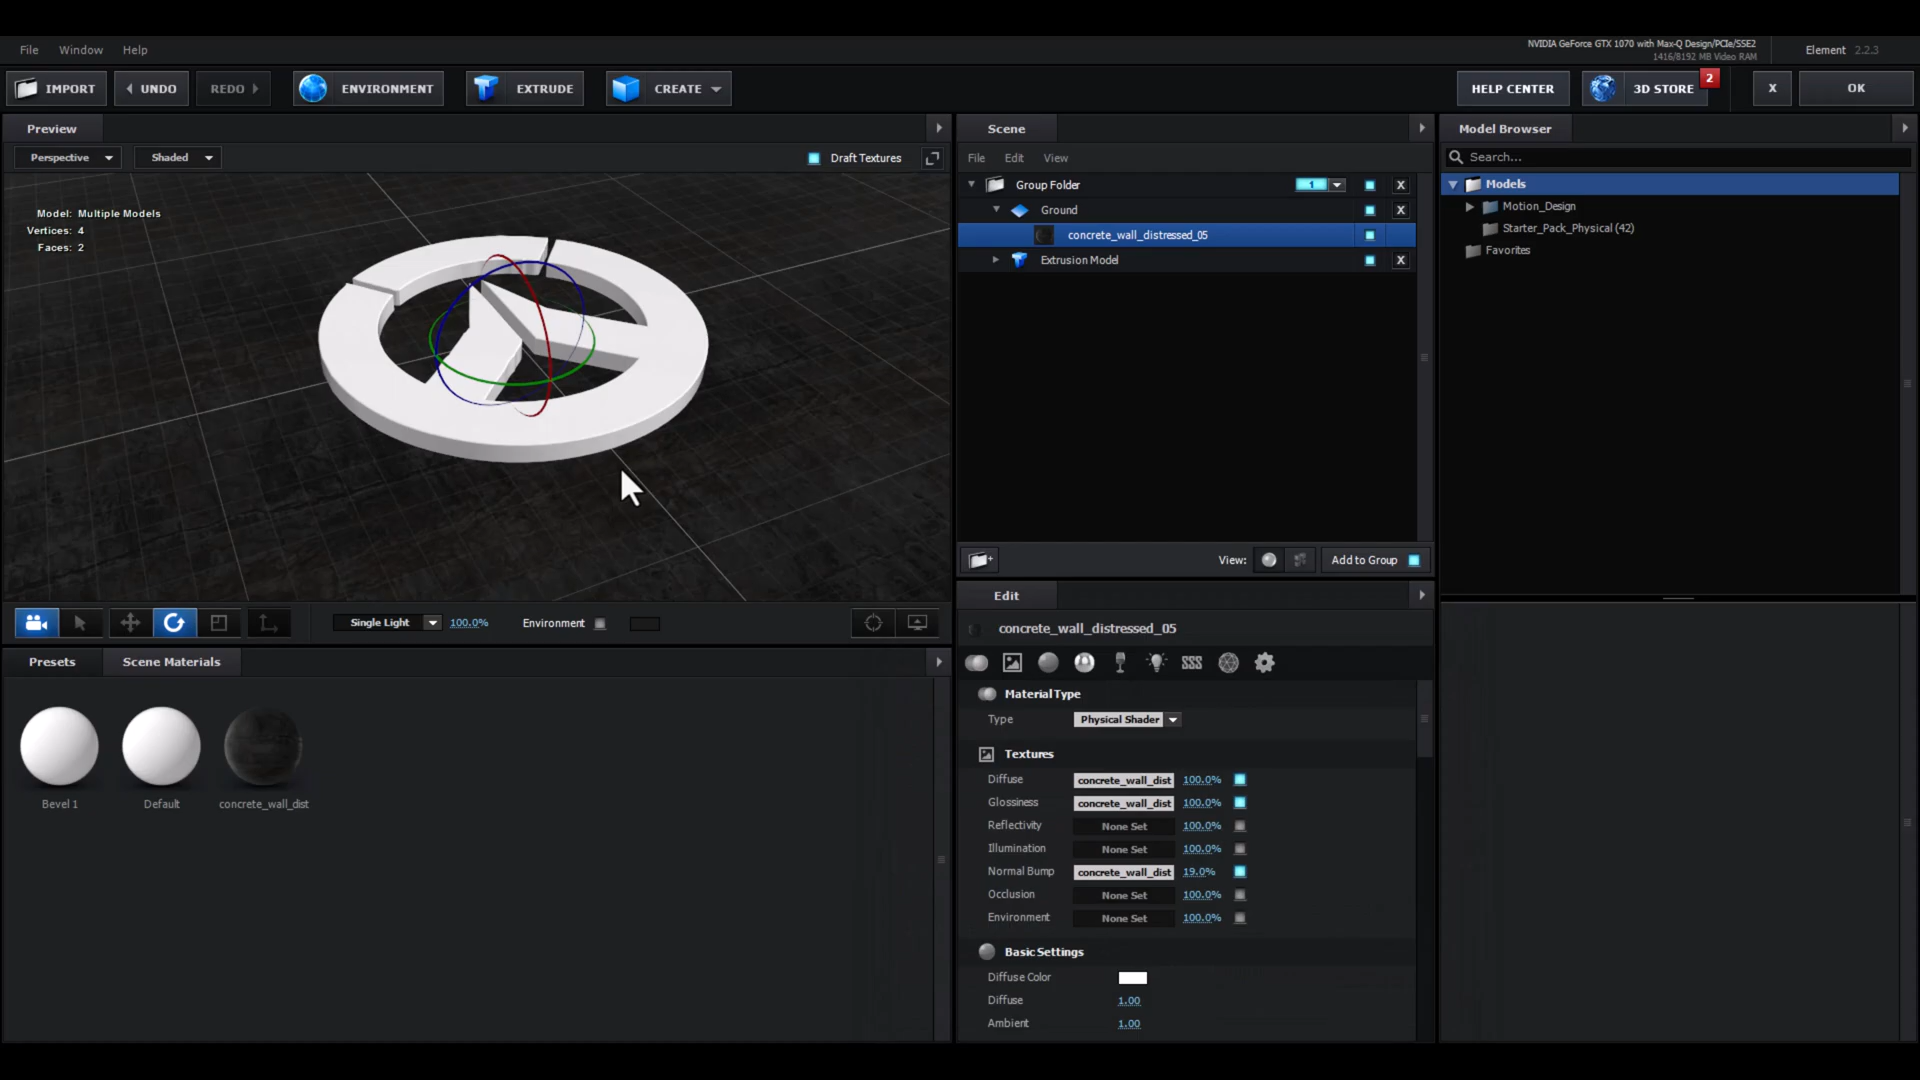 File Window Help
NVIDIA GeForce GTX 1070 with Max-Q Design/PCIe/SSE2
1416/8192 MB Video RAM
Element 2.2.3
IMPORT UNDO REDO ENVIRONMENT EXTRUDE CREATE HELP CENTER 3D STORE 2 X OK
Preview
Perspective Shaded Draft Textures
Model: Multiple Models
Vertices: 4
Faces: 2
Single Light 100.0% Environment
Presets Scene Materials
Bevel 1 Default concrete_wall_dist
Scene
File Edit View
Group Folder 1 X
Ground X
concrete_wall_distressed_05
Extrusion Model X
View: Add to Group
Edit
concrete_wall_distressed_05
SSS
Material Type
Type Physical Shader
Textures
Diffuse concrete_wall_dist 100.0%
Glossiness concrete_wall_dist 100.0%
Reflectivity None Set 100.0%
Illumination None Set 100.0%
Normal Bump concrete_wall_dist 19.0%
Occlusion None Set 100.0%
Environment None Set 100.0%
Basic Settings
Diffuse Color
Diffuse 1.00
Ambient 1.00
Model Browser
Search...
Models
Motion_Design
Starter_Pack_Physical (42)
Favorites